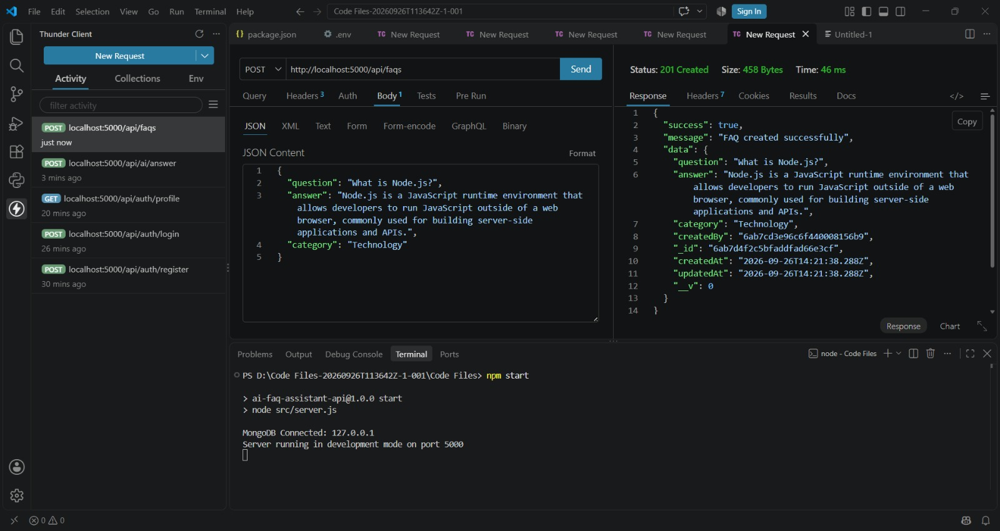 File Edit Selection View Go Run Terminal Help
Code Files-20260926T113642Z-1-001
Sign In
Thunder Client
New Request
Activity Collections Env
filter activity
POST localhost:5000/api/faqs
just now
POST localhost:5000/api/ai/answer
3 mins ago
GET localhost:5000/api/auth/profile
20 mins ago
POST localhost:5000/api/auth/login
26 mins ago
POST localhost:5000/api/auth/register
30 mins ago
{} package.json .env TC New Request TC New Request TC New Request TC New Request TC New Request Untitled-1
POST http://localhost:5000/api/faqs Send
Query Headers 3 Auth Body 1 Tests Pre Run
JSON XML Text Form Form-encode GraphQL Binary
JSON Content Format
1 {
2 "question": "What is Node.js?",
3 "answer": "Node.js is a JavaScript runtime environment that
allows developers to run JavaScript outside of a web
browser, commonly used for building server-side
applications and APIs.",
4 "category": "Technology"
5 }
Status: 201 Created Size: 458 Bytes Time: 46 ms
Response Headers 7 Cookies Results Docs </>
Copy
1 {
2 "success": true,
3 "message": "FAQ created successfully",
4 "data": {
5 "question": "What is Node.js?",
6 "answer": "Node.js is a JavaScript runtime environment that
allows developers to run JavaScript outside of a web
browser, commonly used for building server-side
applications and APIs.",
7 "category": "Technology",
8 "createdBy": "6ab7cd3e96c6f440008156b9",
9 "_id": "6ab7d4f2c5bfaddfad66e3cf",
10 "createdAt": "2026-09-26T14:21:38.288Z",
11 "updatedAt": "2026-09-26T14:21:38.288Z",
12 "__v": 0
13 }
14 }
Response Chart
Problems Output Debug Console Terminal Ports
node - Code Files
PS D:\Code Files-20260926T113642Z-1-001\Code Files> npm start
> ai-faq-assistant-api@1.0.0 start
> node src/server.js
MongoDB Connected: 127.0.0.1
Server running in development mode on port 5000
0 0